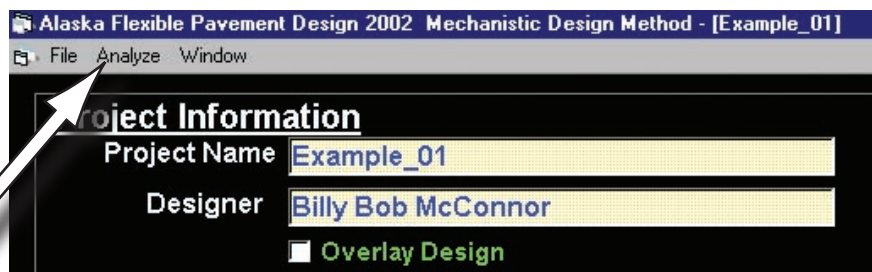 Alaska Flexible Pavement Design 2002 Mechanistic Design Method - [Example_01]
File Analyze Window
Project Information
Project Name Example_01
Designer Billy Bob McConnor
Overlay Design